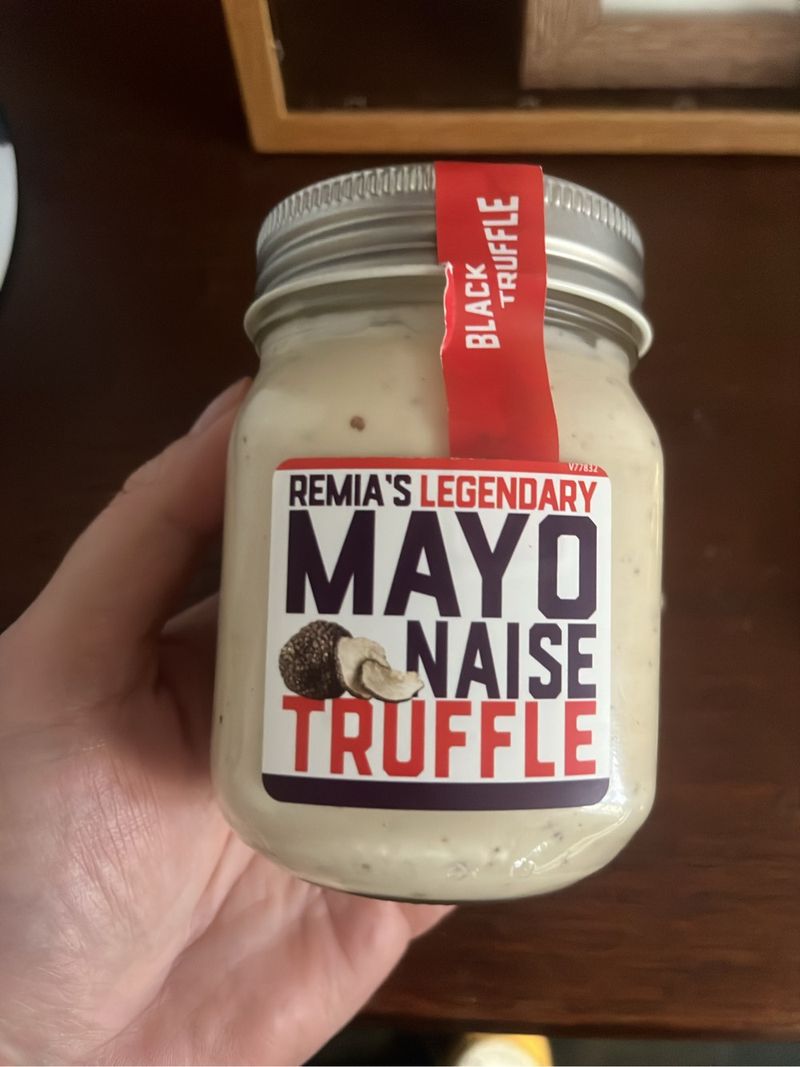 BLACK
TRUFFLE
V77832
REMIA'S LEGENDARY
MAYO
NAISE
TRUFFLE